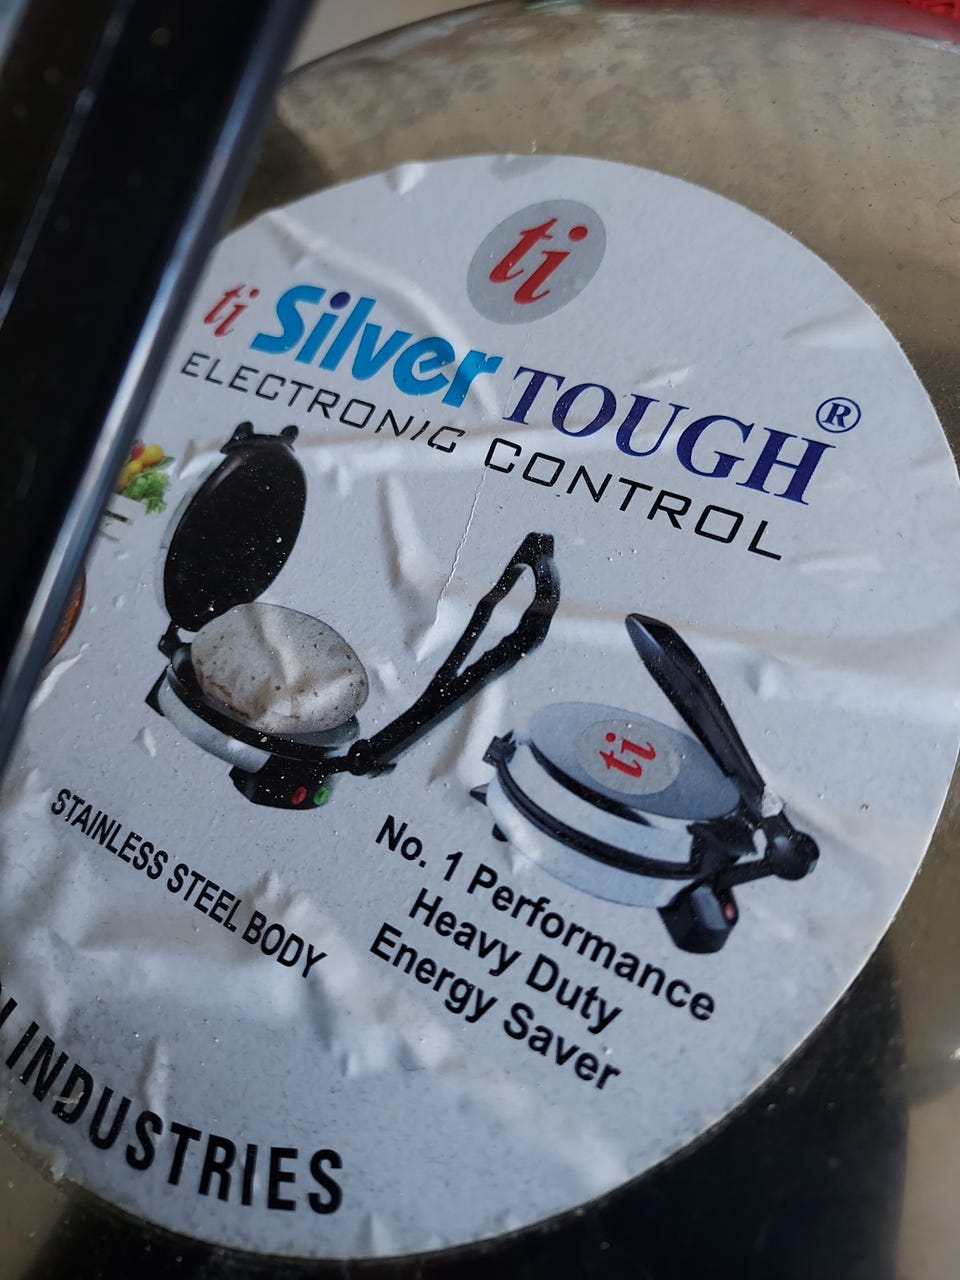 ti
ti Silver TOUGH®
ELECTRONIC CONTROL
ti
STAINLESS STEEL BODY
No. 1 Performance
Heavy Duty
Energy Saver
INDUSTRIES